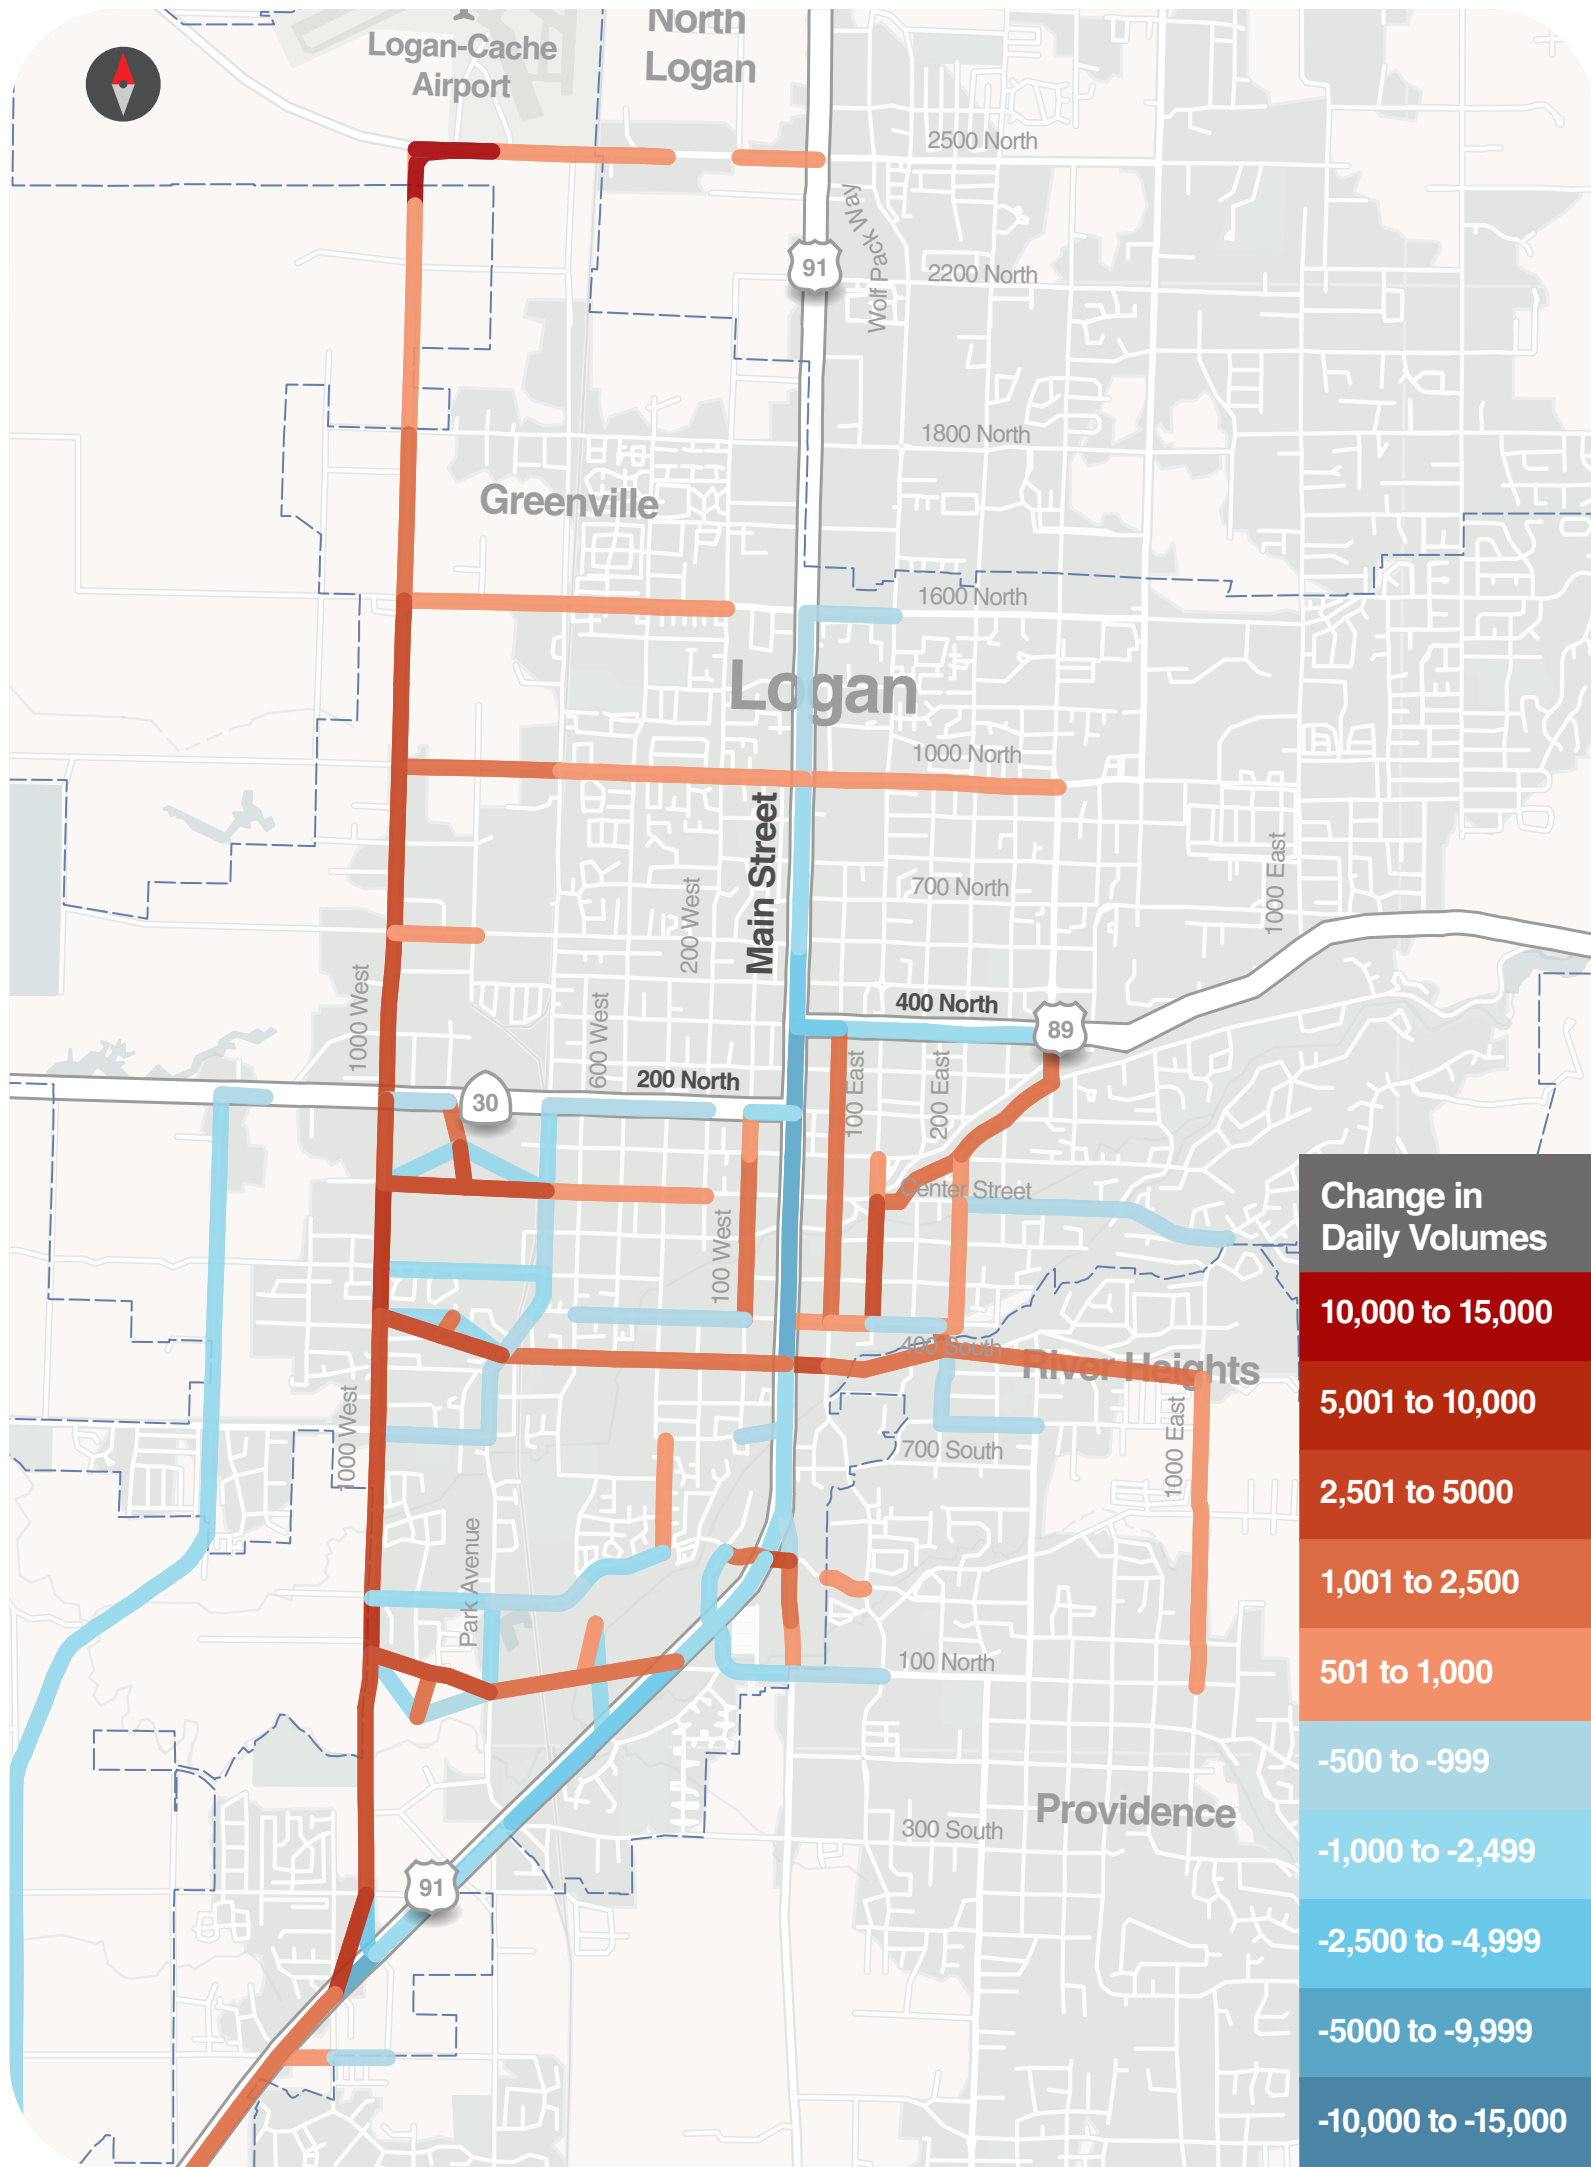 North
Logan
Logan-Cache
Airport
2500 North
Wolf Pack Way
91
2200 North
1800 North
Greenville
1600 North
Logan
1000 North
Main Street
700 North
1000 East
200 West
1000 West
600 West
400 North
89
200 North
30
100 East
200 East
Center Street
100 West
400 South
River Heights
1000 West
1000 East
700 South
Park Avenue
100 North
Providence
300 South
91
Change in
Daily Volumes
10,000 to 15,000
5,001 to 10,000
2,501 to 5000
1,001 to 2,500
501 to 1,000
-500 to -999
-1,000 to -2,499
-2,500 to -4,999
-5000 to -9,999
-10,000 to -15,000